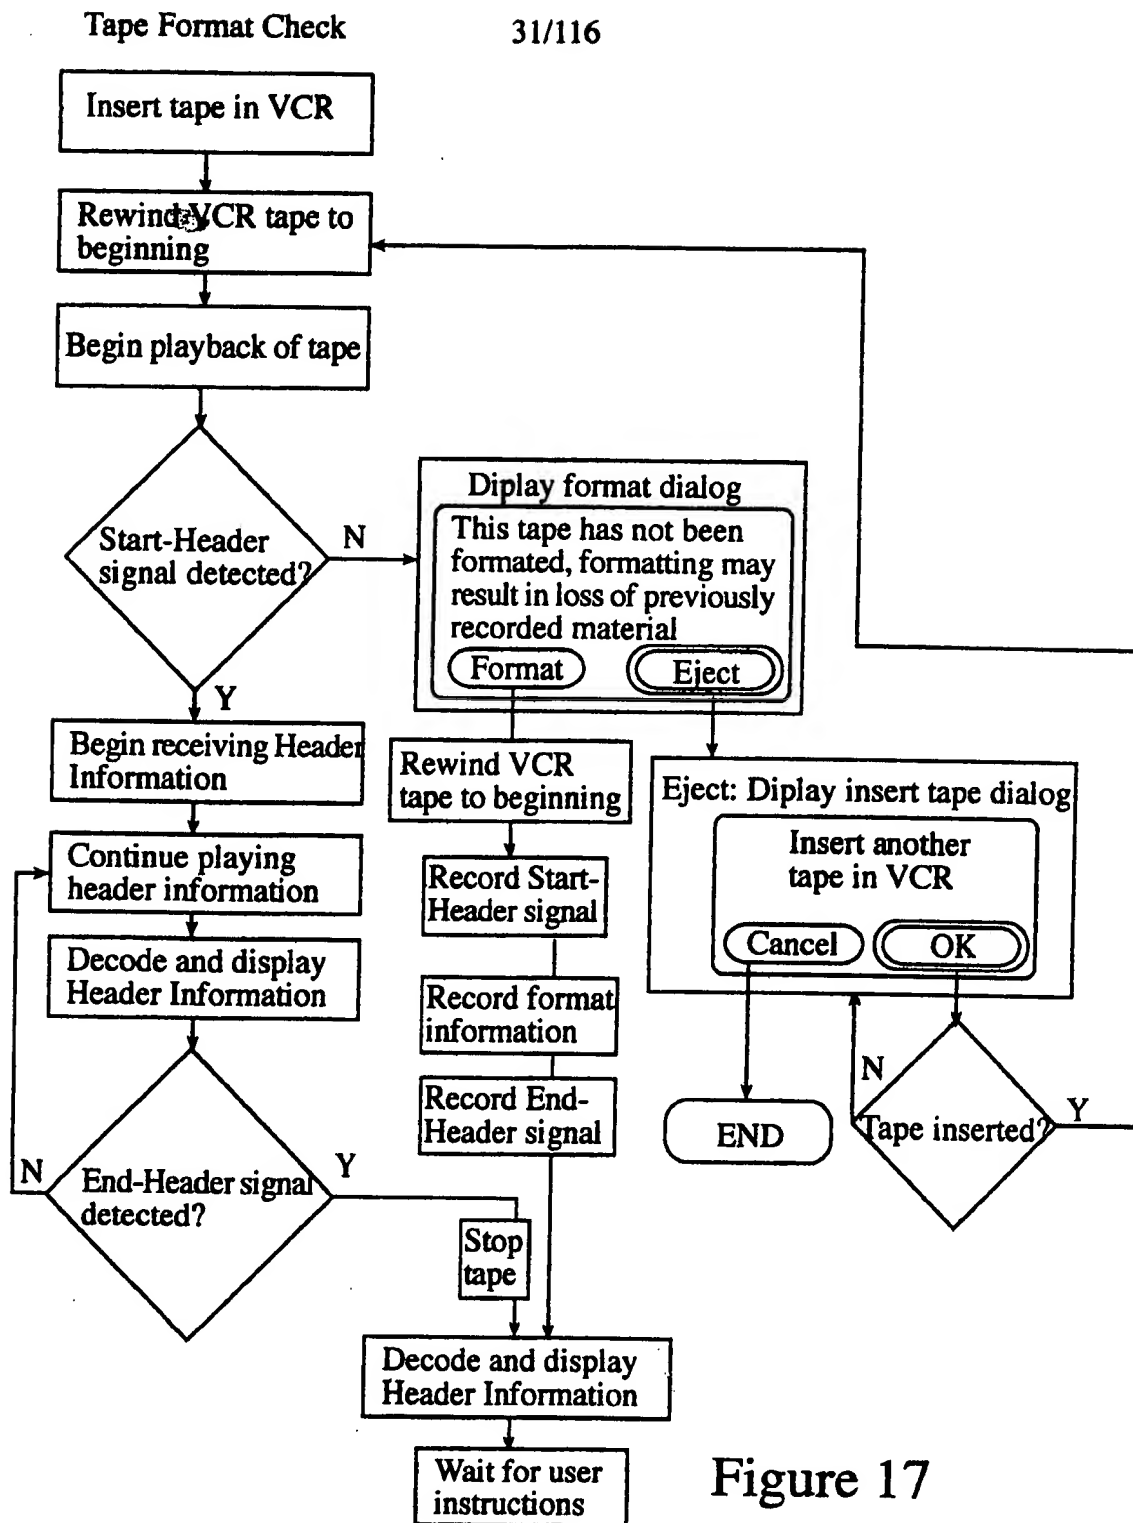 Tape Format Check
31/116
Insert tape in VCR
Rewind VCR tape to
beginning
Begin playback of tape
Start-Header
signal detected?
N
Y
Diplay format dialog
This tape has not been
formated, formatting may
result in loss of previously
recorded material
Format
Eject
Begin receiving Header
Information
Continue playing
header information
Decode and display
Header Information
End-Header signal
detected?
N
Y
Rewind VCR
tape to beginning
Record Start-
Header signal
Record format
information
Record End-
Header signal
Eject: Diplay insert tape dialog
Insert another
tape in VCR
Cancel
OK
N
Tape inserted?
Y
END
Stop
tape
Decode and display
Header Information
Wait for user
instructions
Figure 17